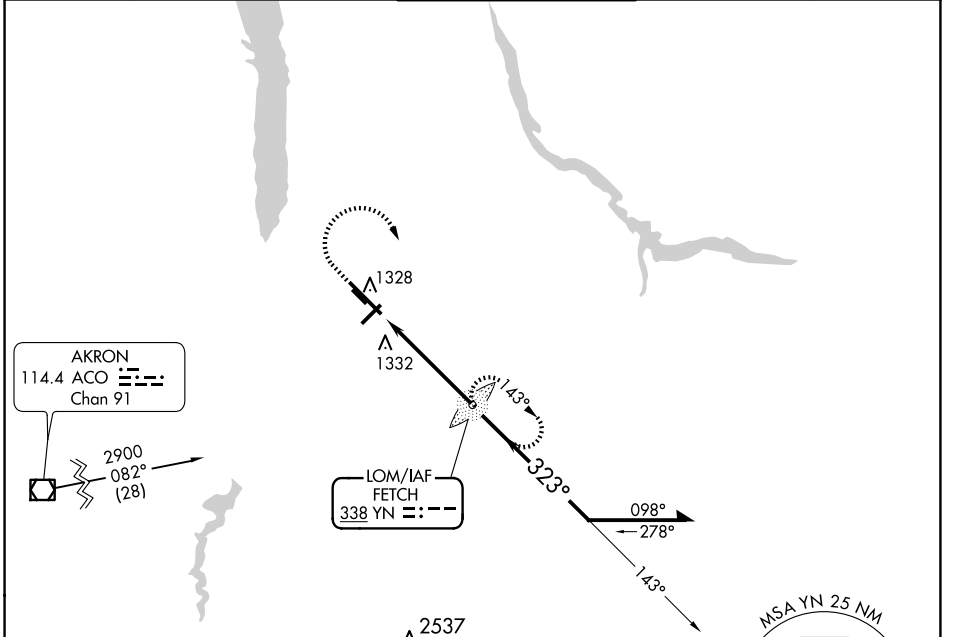 1328
1332
AKRON
114.4 ACO
Chan 91
2900
082°
(28)
143°
LOM/IAF
FETCH
338 YN
323°
098°
278°
143°
MSA YN 25 NM
2537